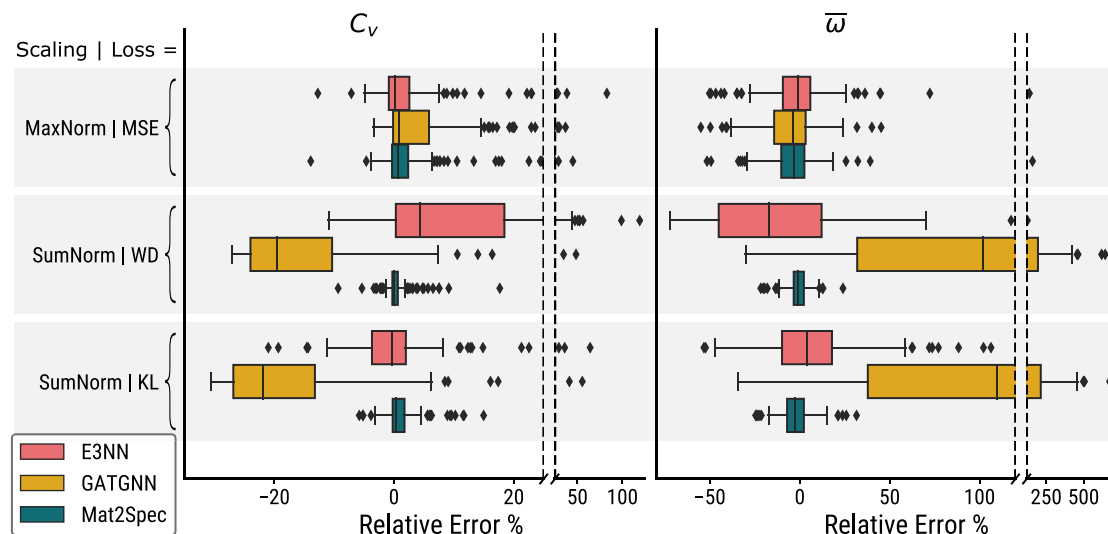 C_v
ω̅
Scaling | Loss =
MaxNorm | MSE
SumNorm | WD
SumNorm | KL
E3NN
GATGNN
Mat2Spec
−20 0 20 50 100
−50 0 50 100 250 500
Relative Error %
Relative Error %